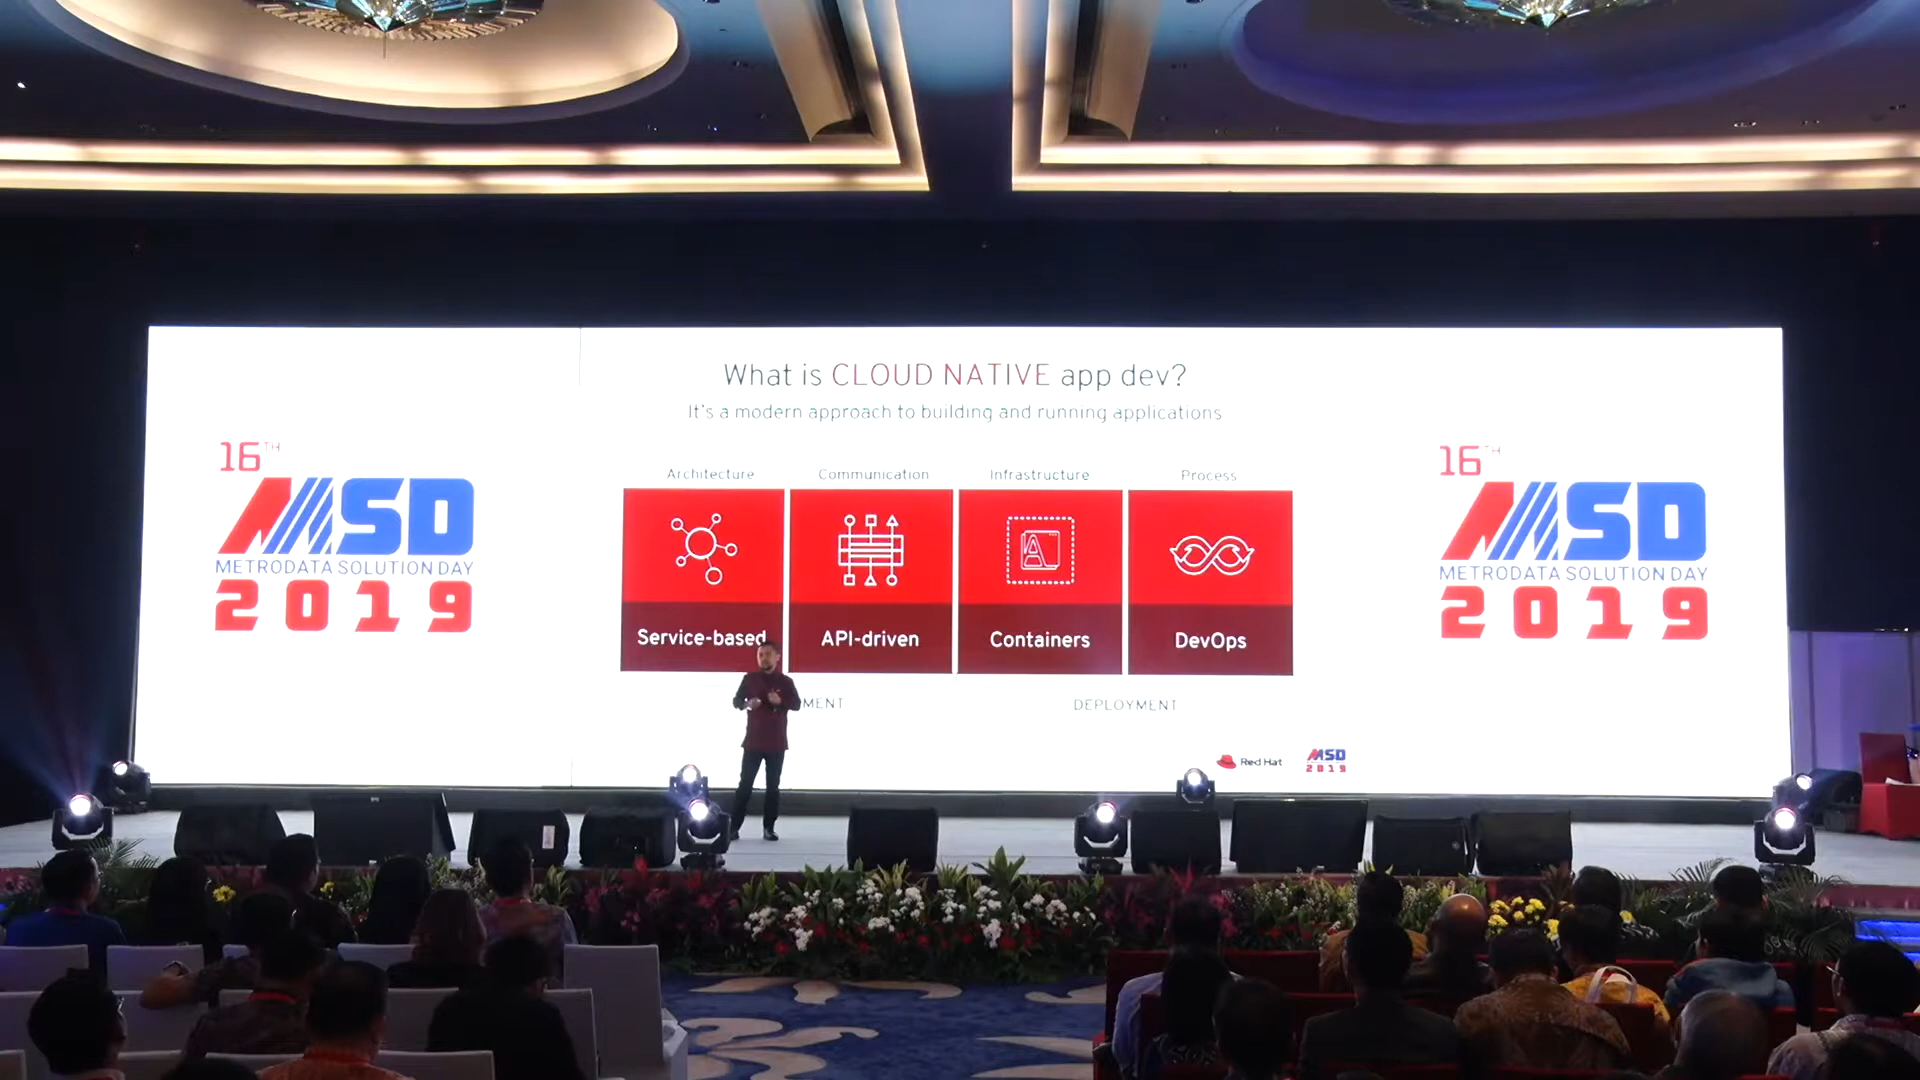 What is CLOUD NATIVE app dev?
It's a modern approach to building and running applications
16TH
MSD
METRODATA SOLUTION DAY
2019
Architecture
Service-based
Communication
API-driven
Infrastructure
A
Containers
Process
DevOps
MENT
DEPLOYMENT
Red Hat
MSD
2019
16TH
MSD
METRODATA SOLUTION DAY
2019